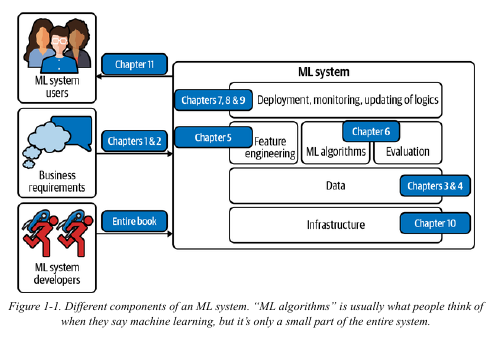 ML system
users
Chapter 11
ML system
Chapters 7, 8 & 9
Deployment, monitoring, updating of logics
Business
requirements
Chapters 1 & 2
Chapter 5
Feature
engineering
Chapter 6
ML algorithms
Evaluation
Data
Chapters 3 & 4
ML system
developers
Entire book
Infrastructure
Chapter 10
Figure 1-1. Different components of an ML system. “ML algorithms” is usually what people think of
when they say machine learning, but it’s only a small part of the entire system.